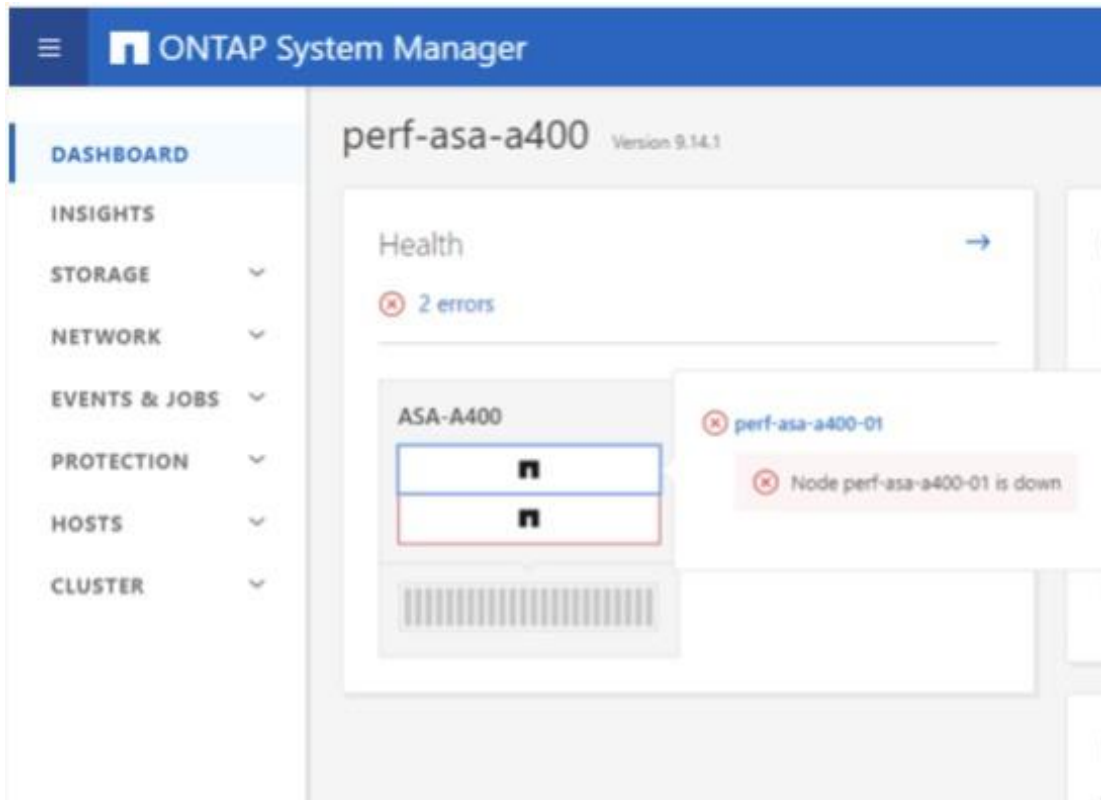 ONTAP System Manager
DASHBOARD
INSIGHTS
STORAGE
NETWORK
EVENTS & JOBS
PROTECTION
HOSTS
CLUSTER
perf-asa-a400 Version 9.14.1
Health
2 errors
ASA-A400
perf-asa-a400-01
Node perf-asa-a400-01 is down